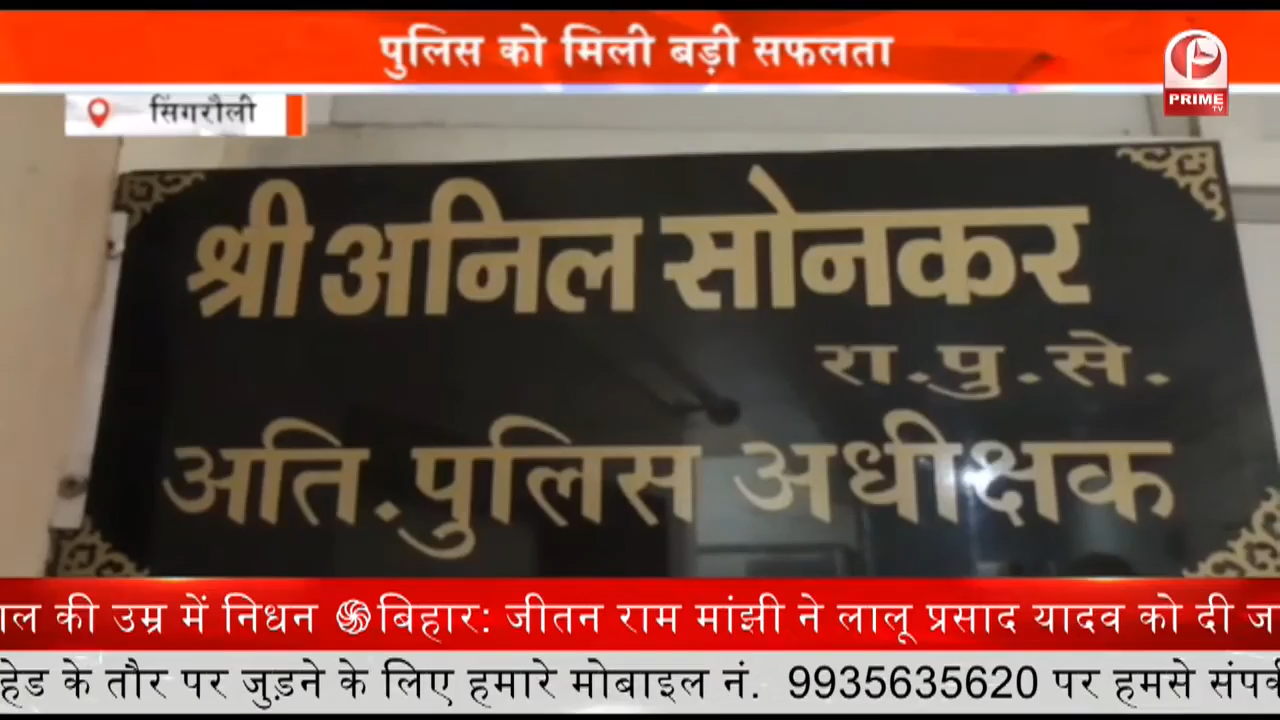 पुलिस को मिली बड़ी सफलता
PRIME
TV
सिंगरौली
श्री अनिल सोनकर
रा.पु.से.
अति.पुलिस अधीक्षक
की उम्र में निधन बिहार: जीतन राम मांझी ने लालू प्रसाद यादव को दी
के तौर पर जुड़ने के लिए हमारे मोबाइल नं. 9935635620 पर हमसे